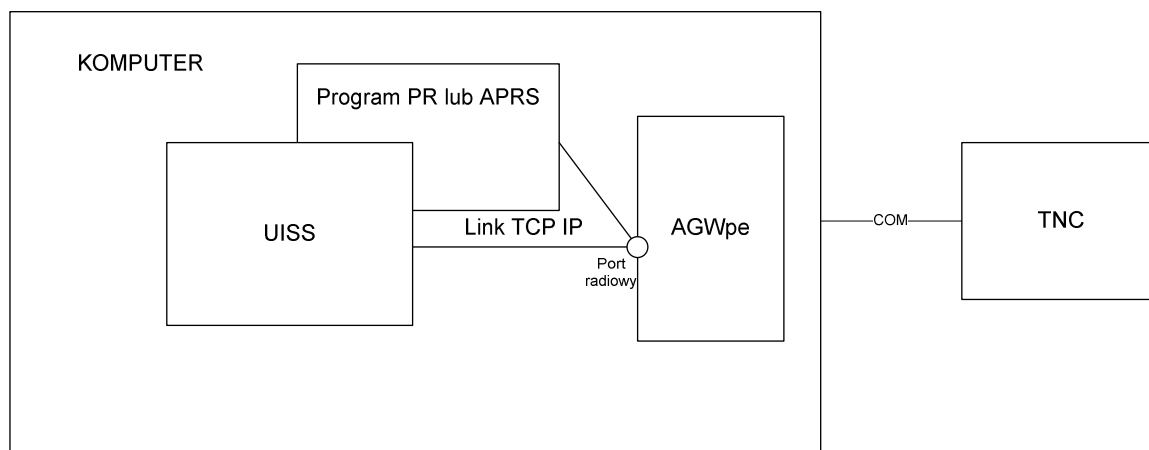 KOMPUTER
Program PR lub APRS
UISS
Link TCP IP
AGWpe
Port
radiowy
COM
TNC